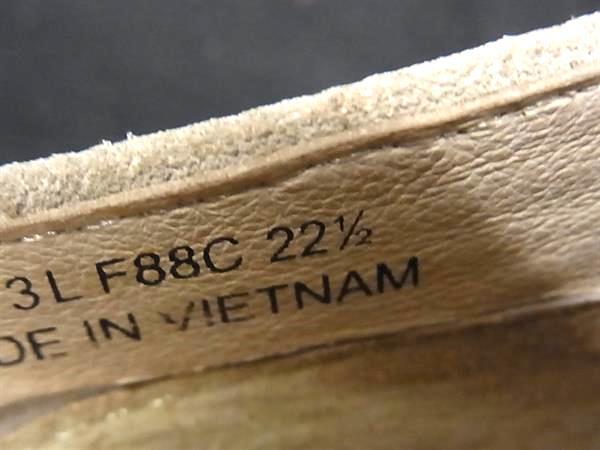 3L F88C 22½
DE IN VIETNAM